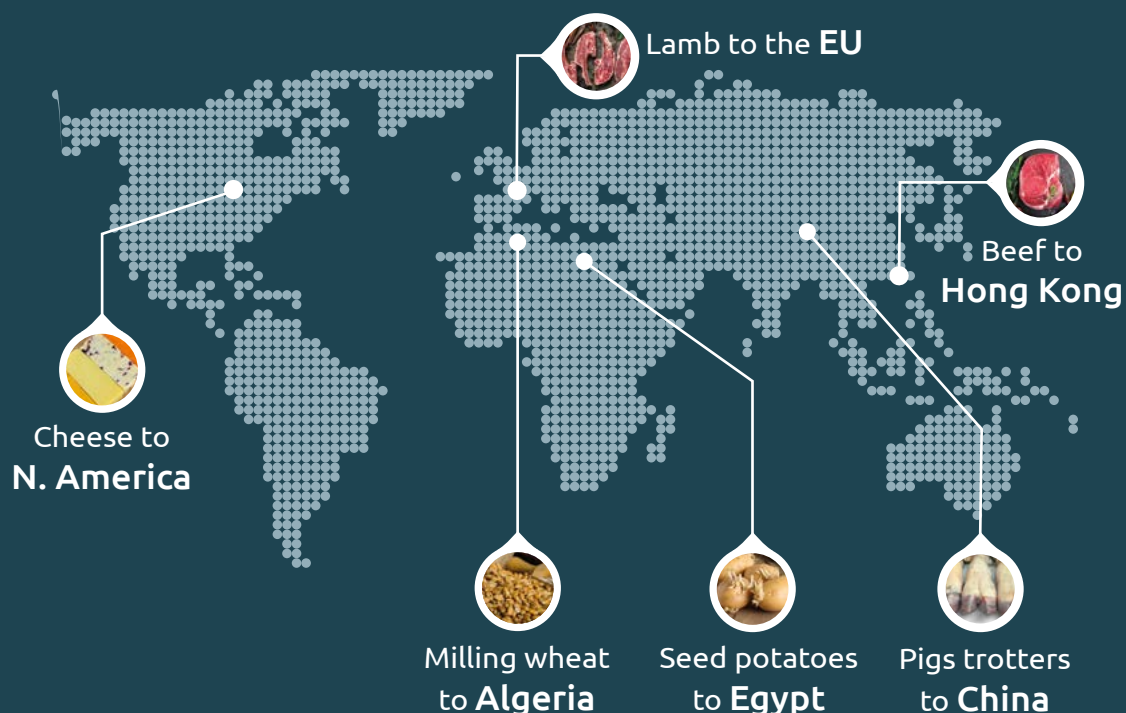 Lamb to the EU
Beef to
Hong Kong
Cheese to
N. America
Milling wheat
to Algeria
Seed potatoes
to Egypt
Pigs trotters
to China